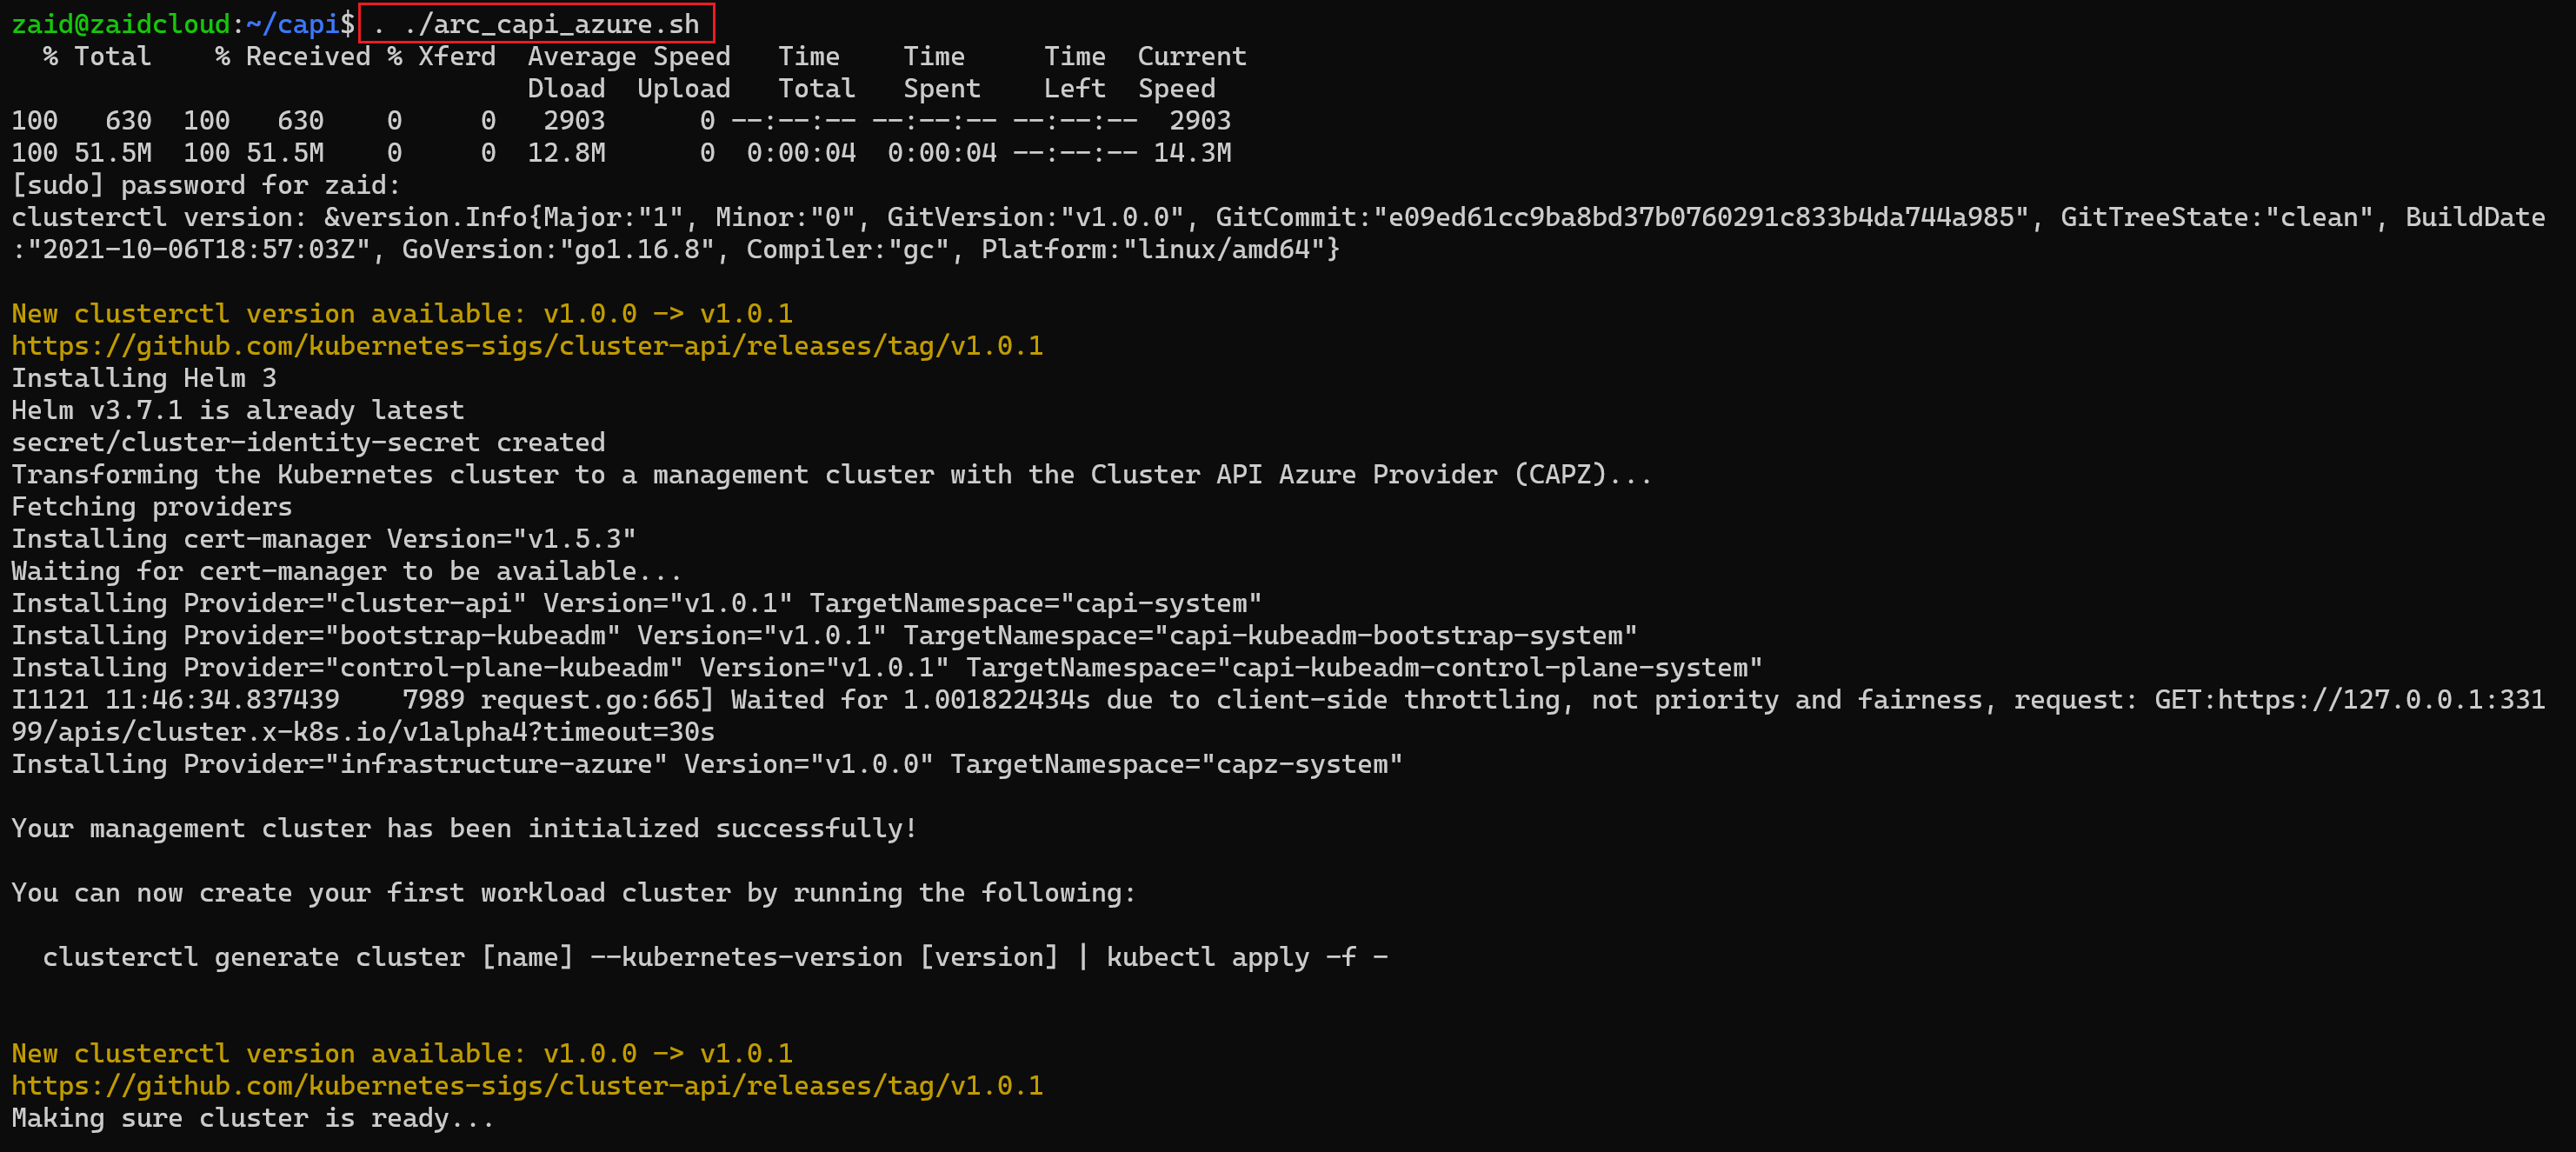 zaid@zaidcloud:~/capi$ . ./arc_capi_azure.sh
  % Total    % Received % Xferd  Average Speed   Time    Time     Time  Current
                                 Dload  Upload   Total   Spent    Left  Speed
100   630  100   630    0     0   2903      0 --:--:-- --:--:-- --:--:--  2903
100 51.5M  100 51.5M    0     0  12.8M      0  0:00:04  0:00:04 --:--:-- 14.3M
[sudo] password for zaid:
clusterctl version: &version.Info{Major:"1", Minor:"0", GitVersion:"v1.0.0", GitCommit:"e09ed61cc9ba8bd37b0760291c833b4da744a985", GitTreeState:"clean", BuildDate
:"2021-10-06T18:57:03Z", GoVersion:"go1.16.8", Compiler:"gc", Platform:"linux/amd64"}

New clusterctl version available: v1.0.0 -> v1.0.1
https://github.com/kubernetes-sigs/cluster-api/releases/tag/v1.0.1
Installing Helm 3
Helm v3.7.1 is already latest
secret/cluster-identity-secret created
Transforming the Kubernetes cluster to a management cluster with the Cluster API Azure Provider (CAPZ)...
Fetching providers
Installing cert-manager Version="v1.5.3"
Waiting for cert-manager to be available...
Installing Provider="cluster-api" Version="v1.0.1" TargetNamespace="capi-system"
Installing Provider="bootstrap-kubeadm" Version="v1.0.1" TargetNamespace="capi-kubeadm-bootstrap-system"
Installing Provider="control-plane-kubeadm" Version="v1.0.1" TargetNamespace="capi-kubeadm-control-plane-system"
I1121 11:46:34.837439    7989 request.go:665] Waited for 1.001822434s due to client-side throttling, not priority and fairness, request: GET:https://127.0.0.1:331
99/apis/cluster.x-k8s.io/v1alpha4?timeout=30s
Installing Provider="infrastructure-azure" Version="v1.0.0" TargetNamespace="capz-system"

Your management cluster has been initialized successfully!

You can now create your first workload cluster by running the following:

  clusterctl generate cluster [name] --kubernetes-version [version] | kubectl apply -f -

New clusterctl version available: v1.0.0 -> v1.0.1
https://github.com/kubernetes-sigs/cluster-api/releases/tag/v1.0.1
Making sure cluster is ready...